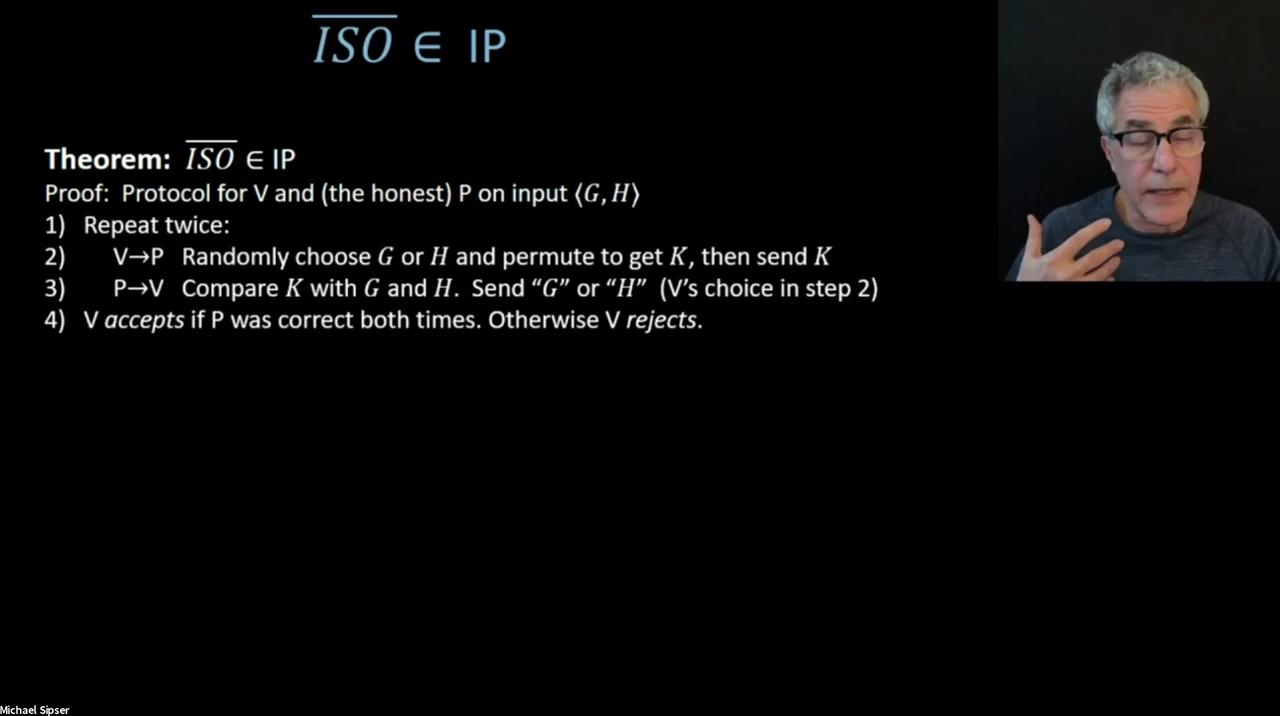 \overline{ISO} ∈ IP
Theorem: \overline{ISO} ∈ IP
Proof: Protocol for V and (the honest) P on input ⟨G, H⟩
1) Repeat twice:
2) V→P Randomly choose G or H and permute to get K, then send K
3) P→V Compare K with G and H. Send “G” or “H” (V’s choice in step 2)
4) V accepts if P was correct both times. Otherwise V rejects.
Michael Sipser